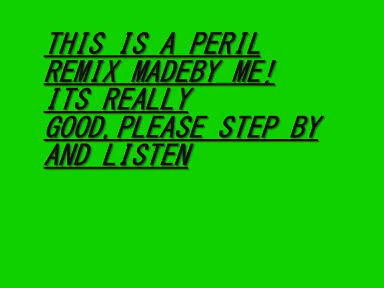 THIS IS A PERIL
REMIX MADEBY ME!
ITS REALLY
GOOD,PLEASE STEP BY
AND LISTEN